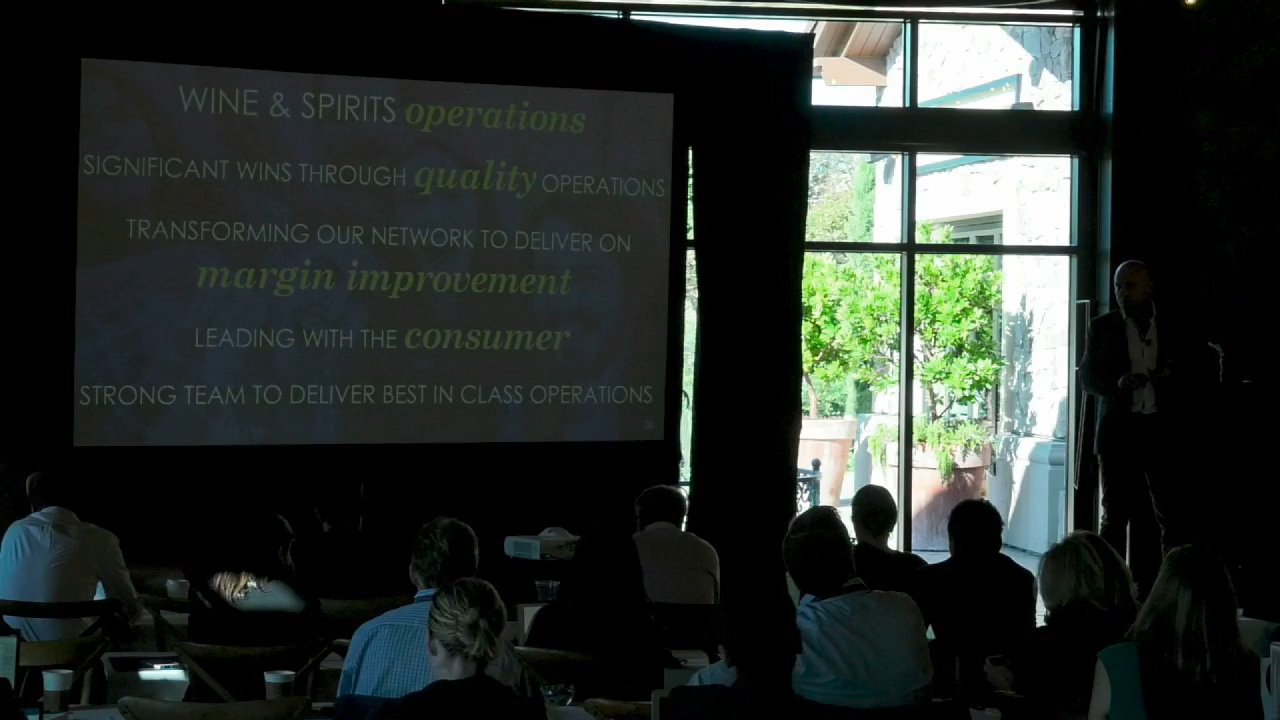 WINE & SPIRITS operations
SIGNIFICANT WINS THROUGH quality OPERATIONS
TRANSFORMING OUR NETWORK TO DELIVER ON
margin improvement
LEADING WITH THE consumer
STRONG TEAM TO DELIVER BEST IN CLASS OPERATIONS